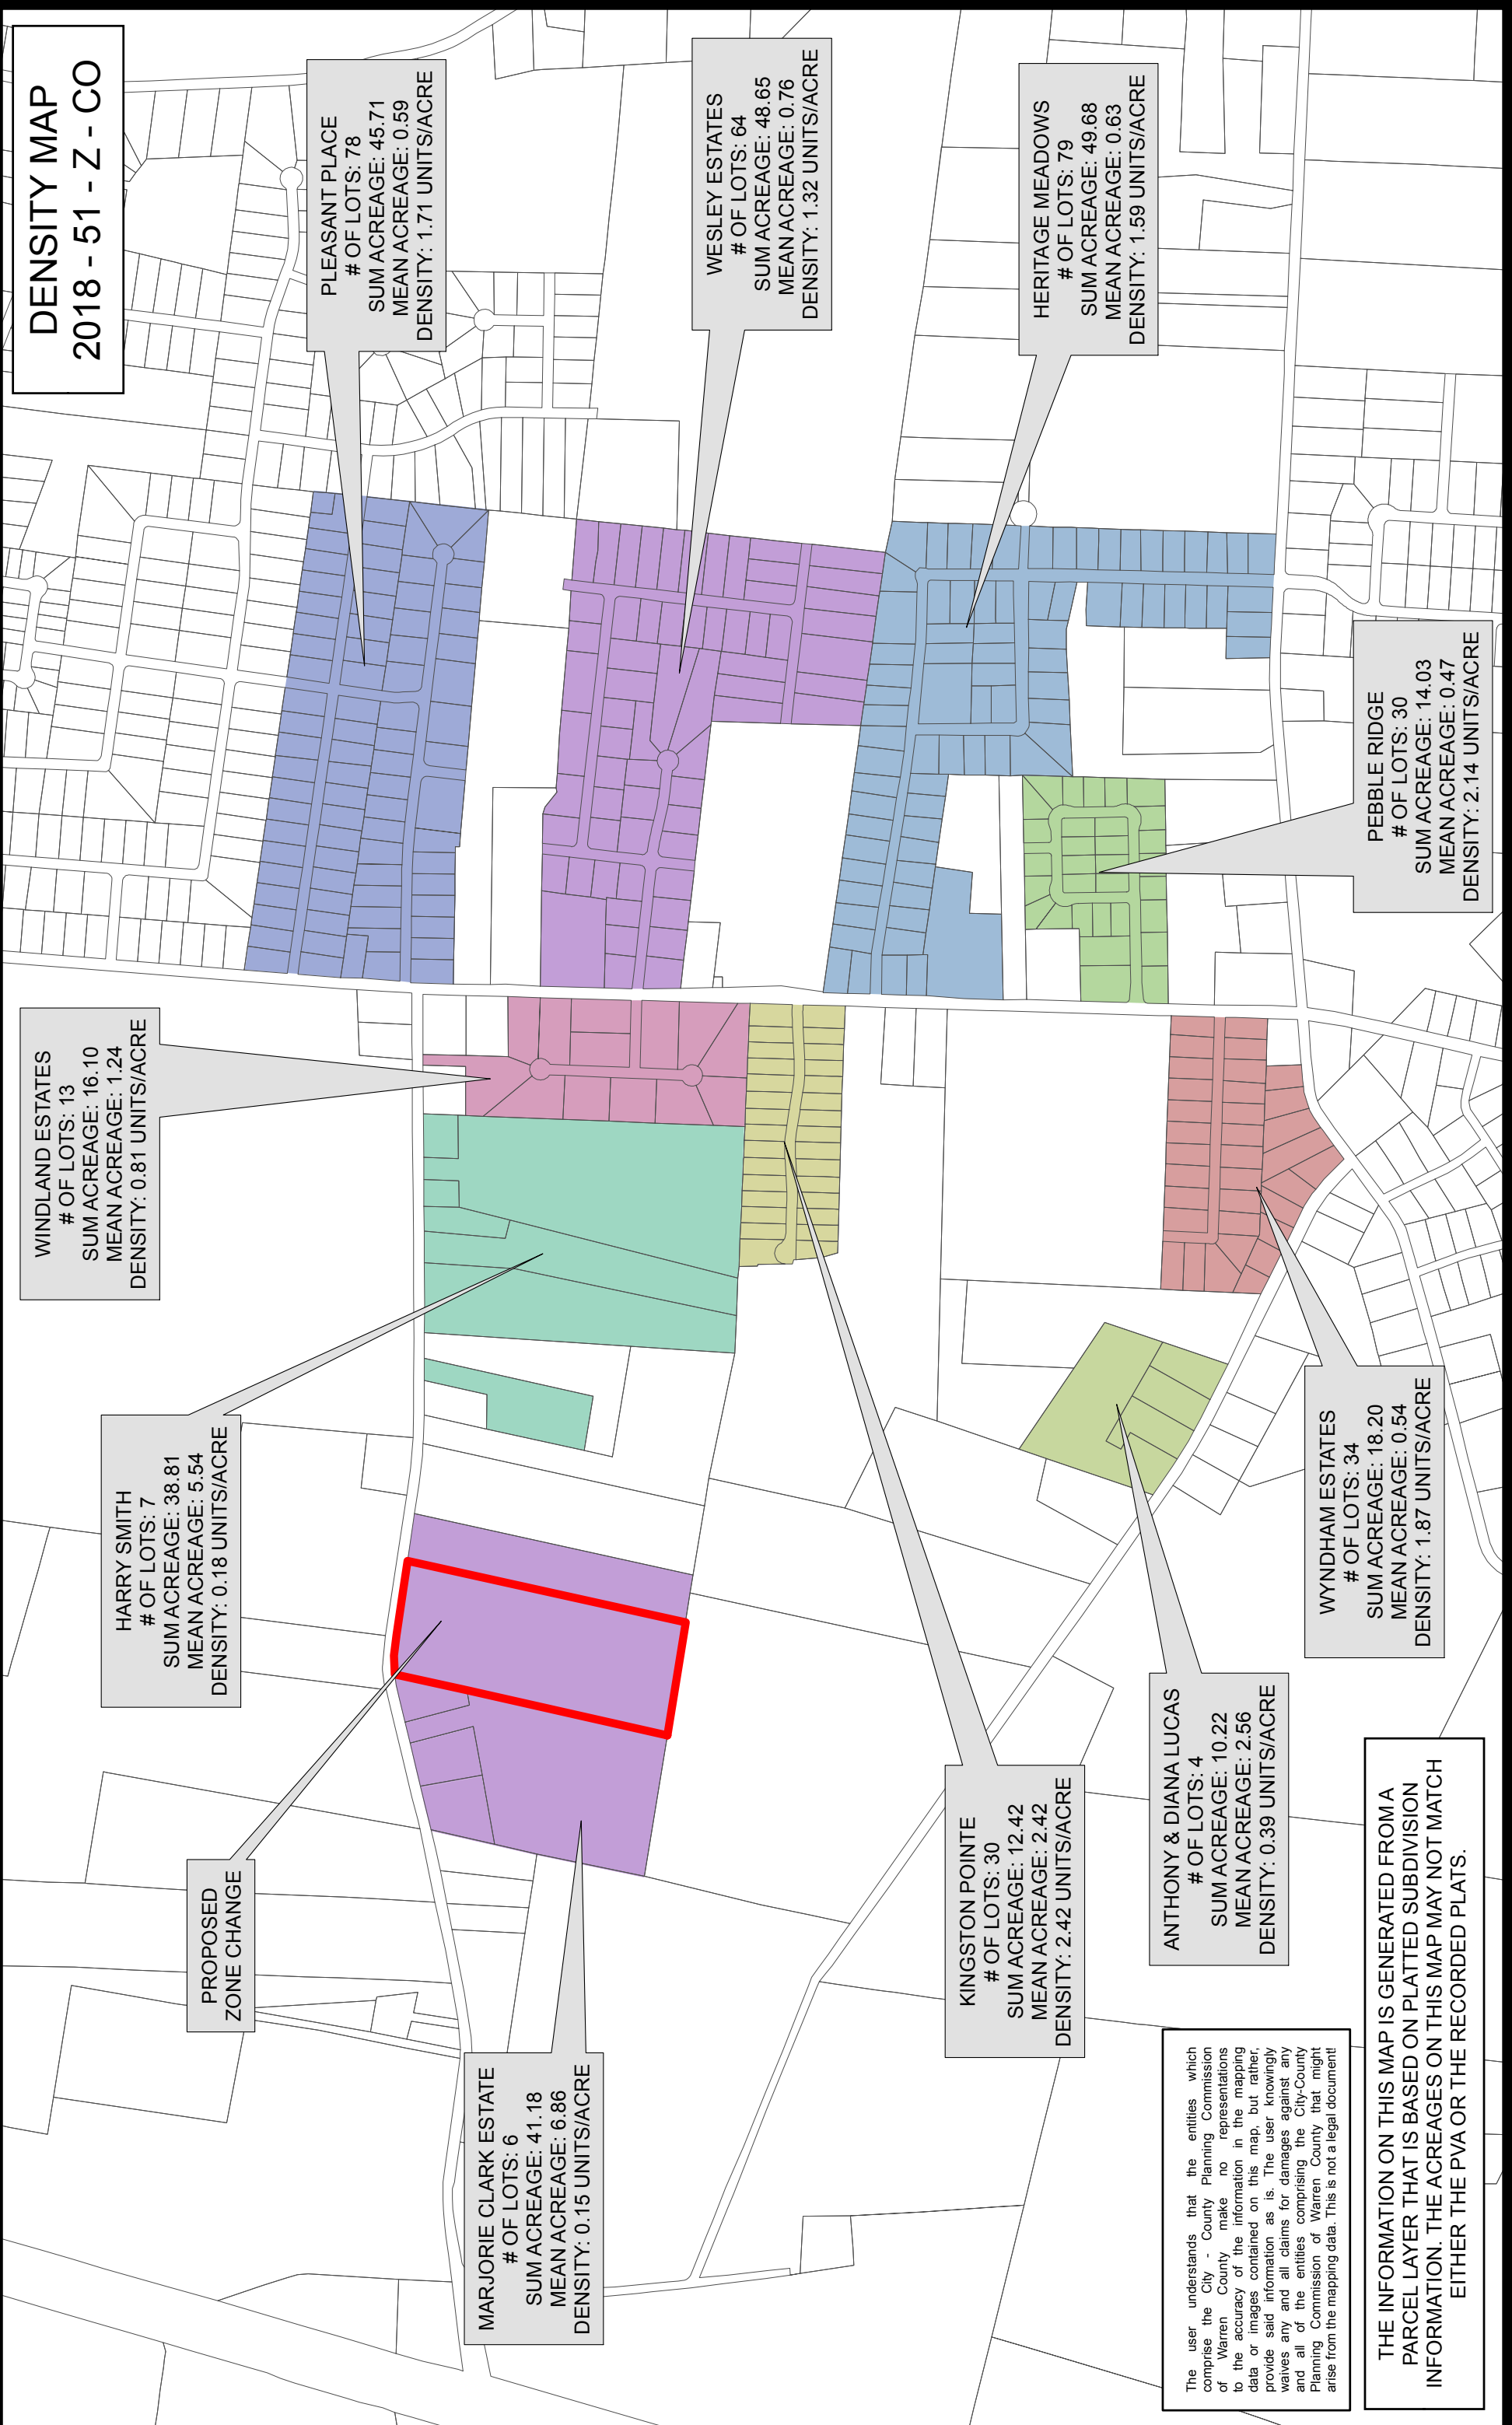 DENSITY MAP
2018 - 51 - Z - CO
PLEASANT PLACE
# OF LOTS: 78
SUM ACREAGE: 45.71
MEAN ACREAGE: 0.59
DENSITY: 1.71 UNITS/ACRE
WESLEY ESTATES
# OF LOTS: 64
SUM ACREAGE: 48.65
MEAN ACREAGE: 0.76
DENSITY: 1.32 UNITS/ACRE
HERITAGE MEADOWS
# OF LOTS: 79
SUM ACREAGE: 49.68
MEAN ACREAGE: 0.63
DENSITY: 1.59 UNITS/ACRE
PEBBLE RIDGE
# OF LOTS: 30
SUM ACREAGE: 14.03
MEAN ACREAGE: 0.47
DENSITY: 2.14 UNITS/ACRE
WINDLAND ESTATES
# OF LOTS: 13
SUM ACREAGE: 16.10
MEAN ACREAGE: 1.24
DENSITY: 0.81 UNITS/ACRE
HARRY SMITH
# OF LOTS: 7
SUM ACREAGE: 38.81
MEAN ACREAGE: 5.54
DENSITY: 0.18 UNITS/ACRE
WYNDHAM ESTATES
# OF LOTS: 34
SUM ACREAGE: 18.20
MEAN ACREAGE: 0.54
DENSITY: 1.87 UNITS/ACRE
PROPOSED
ZONE CHANGE
KINGSTON POINTE
# OF LOTS: 30
SUM ACREAGE: 12.42
MEAN ACREAGE: 2.42
DENSITY: 2.42 UNITS/ACRE
ANTHONY & DIANA LUCAS
# OF LOTS: 4
SUM ACREAGE: 10.22
MEAN ACREAGE: 2.56
DENSITY: 0.39 UNITS/ACRE
MARJORIE CLARK ESTATE
# OF LOTS: 6
SUM ACREAGE: 41.18
MEAN ACREAGE: 6.86
DENSITY: 0.15 UNITS/ACRE
The user understands that the entities which
comprise the City - County Planning Commission
of Warren County make no representations
to the accuracy of the information in the mapping
data or images contained on this map, but rather,
provide said information as is. The user knowingly
waives any and all claims for damages against any
and all of the entities comprising the City-County
Planning Commission of Warren County that might
arise from the mapping data. This is not a legal document!
THE INFORMATION ON THIS MAP IS GENERATED FROM A
PARCEL LAYER THAT IS BASED ON PLATTED SUBDIVISION
INFORMATION. THE ACREAGES ON THIS MAP MAY NOT MATCH
EITHER THE PVA OR THE RECORDED PLATS.